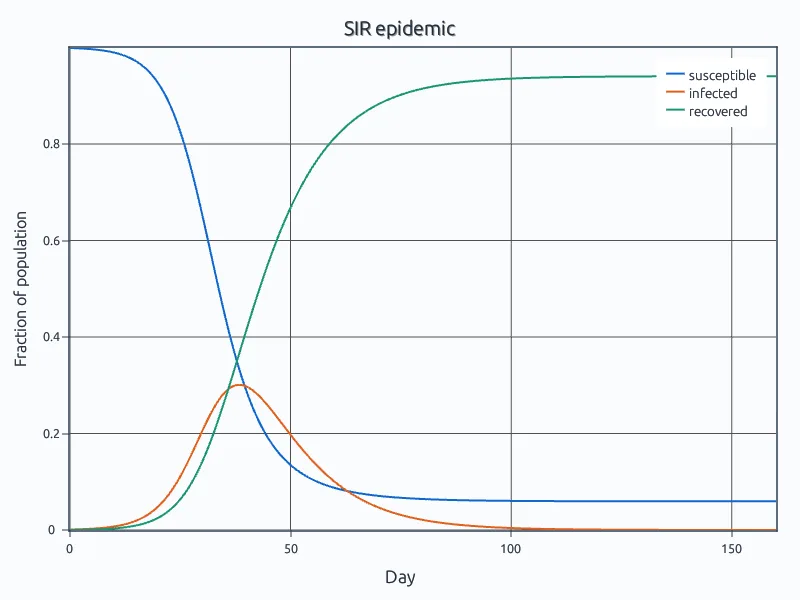 SIR epidemic
susceptible
infected
recovered
Fraction of population
0.8
0.6
0.4
0.2
0
0
50
100
150
Day